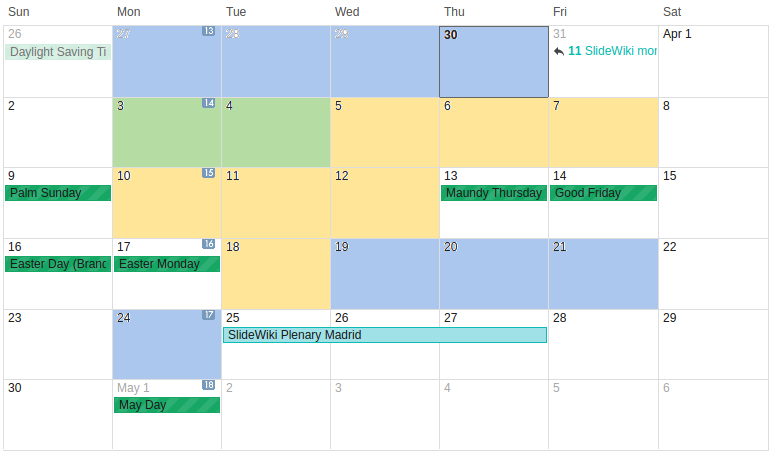 Sun Mon Tue Wed Thu Fri Sat
26 27 13 28 29 30 31 Apr 1
Daylight Saving Ti 11 SlideWiki mon
2 3 14 4 5 6 7 8
9 10 15 11 12 13 14 15
Palm Sunday Maundy Thursday Good Friday
16 17 16 18 19 20 21 22
Easter Day (Brand Easter Monday
23 24 17 25 26 27 28 29
SlideWiki Plenary Madrid
30 May 1 18 2 3 4 5 6
May Day